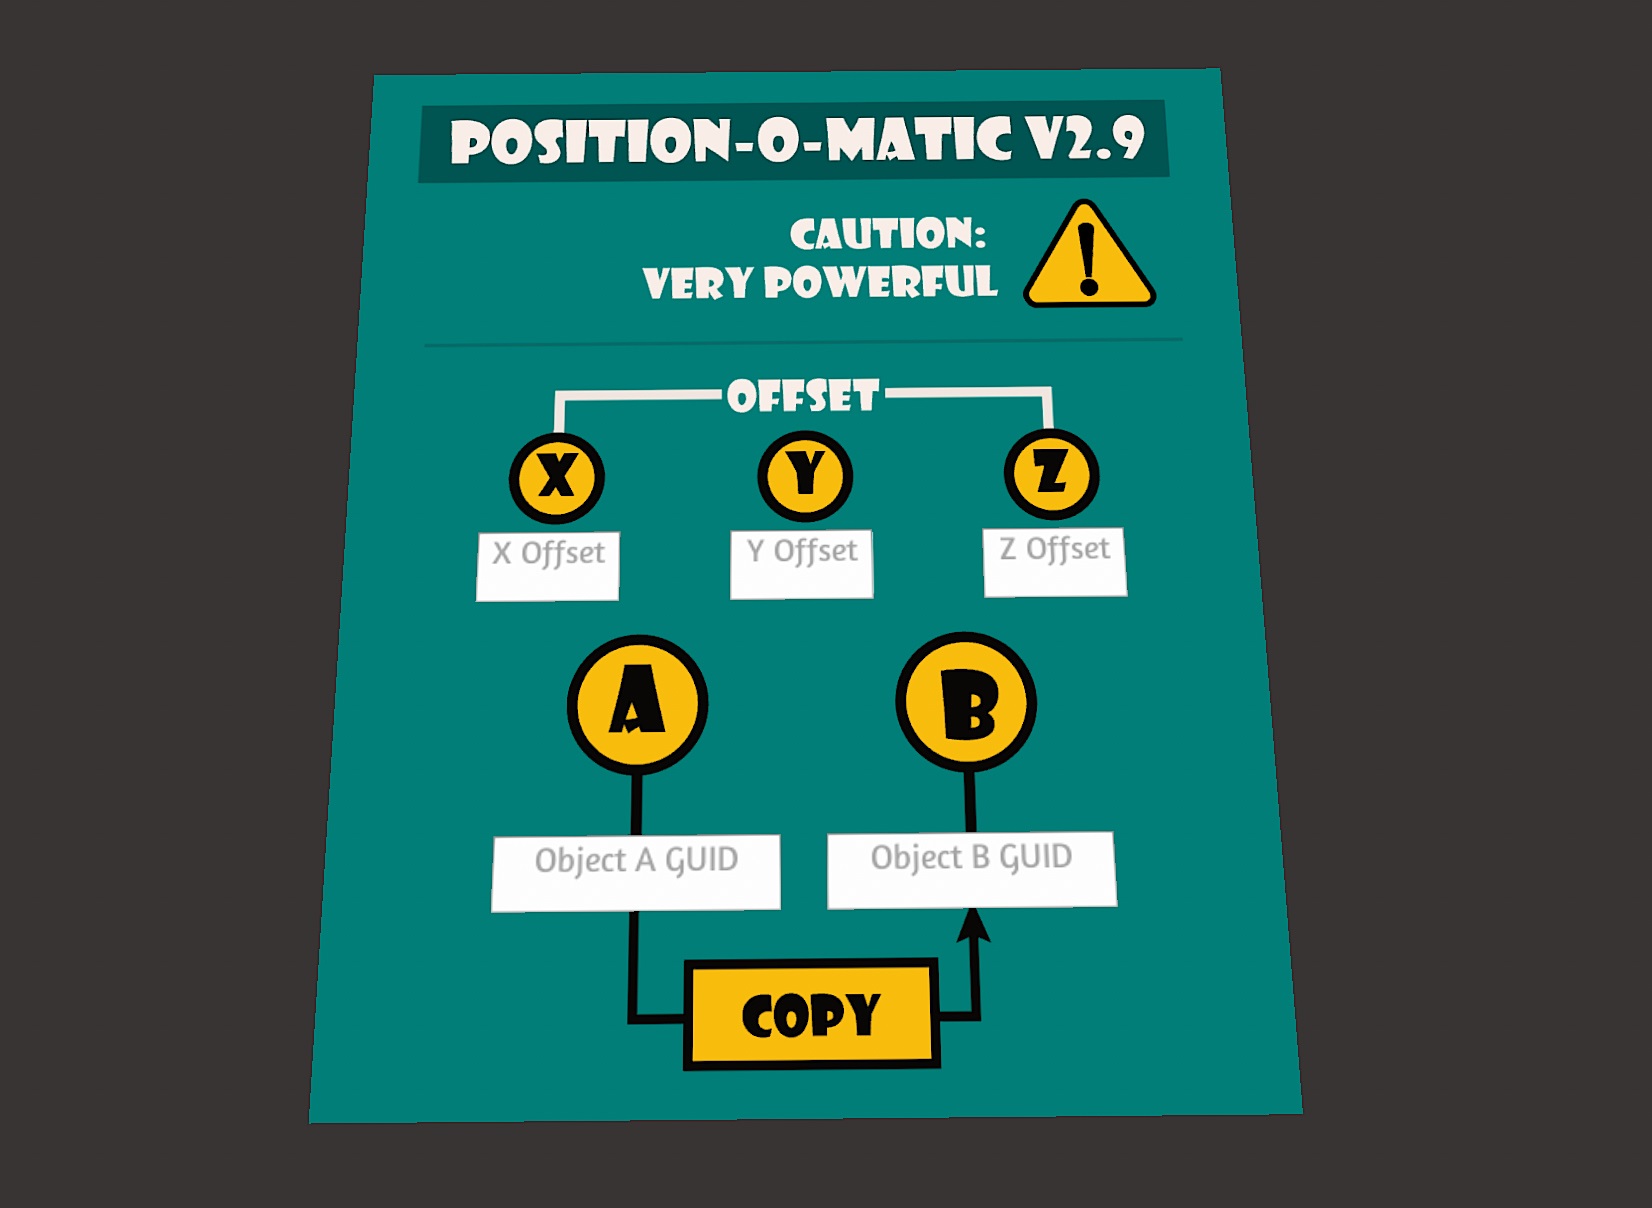 POSITION-O-MATIC V2.9
CAUTION:
VERY POWERFUL
OFFSET
X Y Z
X Offset Y Offset Z Offset
A B
Object A GUID Object B GUID
COPY